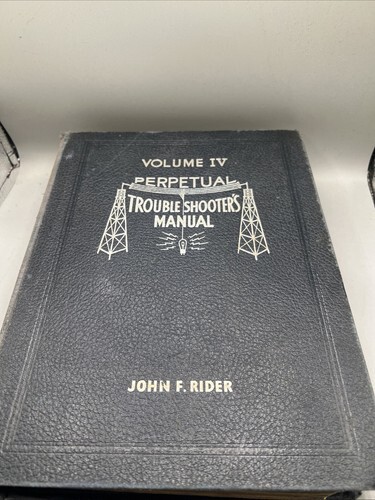 VOLUME IV
PERPETUAL
TROUBLE SHOOTER'S
MANUAL
JOHN F. RIDER